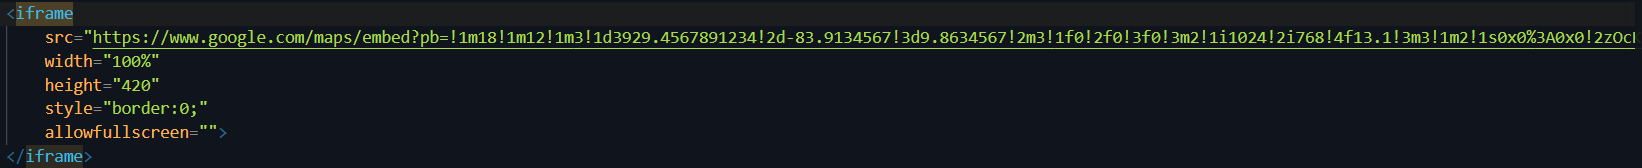 <iframe
src="https://www.google.com/maps/embed?pb=!1m18!1m12!1m3!1d3929.4567891234!2d-83.9134567!3d9.8634567!2m3!1f0!2f0!3f0!3m2!1i1024!2i768!4f13.1!3m3!1m2!1s0x0%3A0x0!2zOc
width="100%"
height="420"
style="border:0;"
allowfullscreen="">
</iframe>